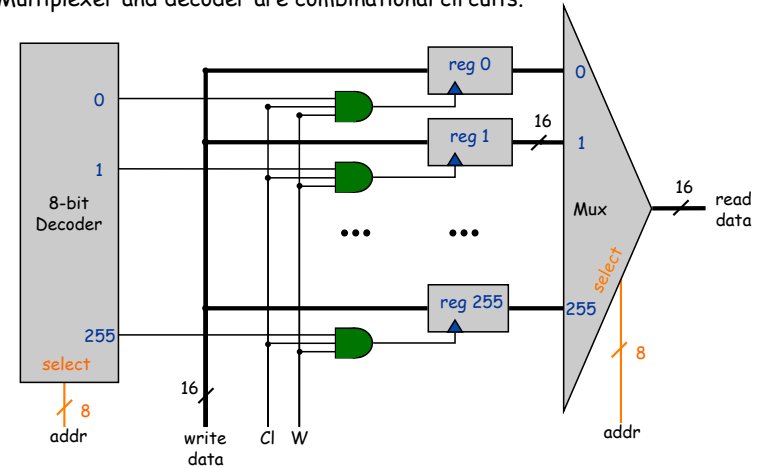 Multiplexer and decoder are combinational circuits.
reg 0
0
0
16
reg 1
1
1
8-bit
Decoder
Mux
16
read
data
select
reg 255
255
255
select
8
16
8
addr
write
data
Cl
W
addr